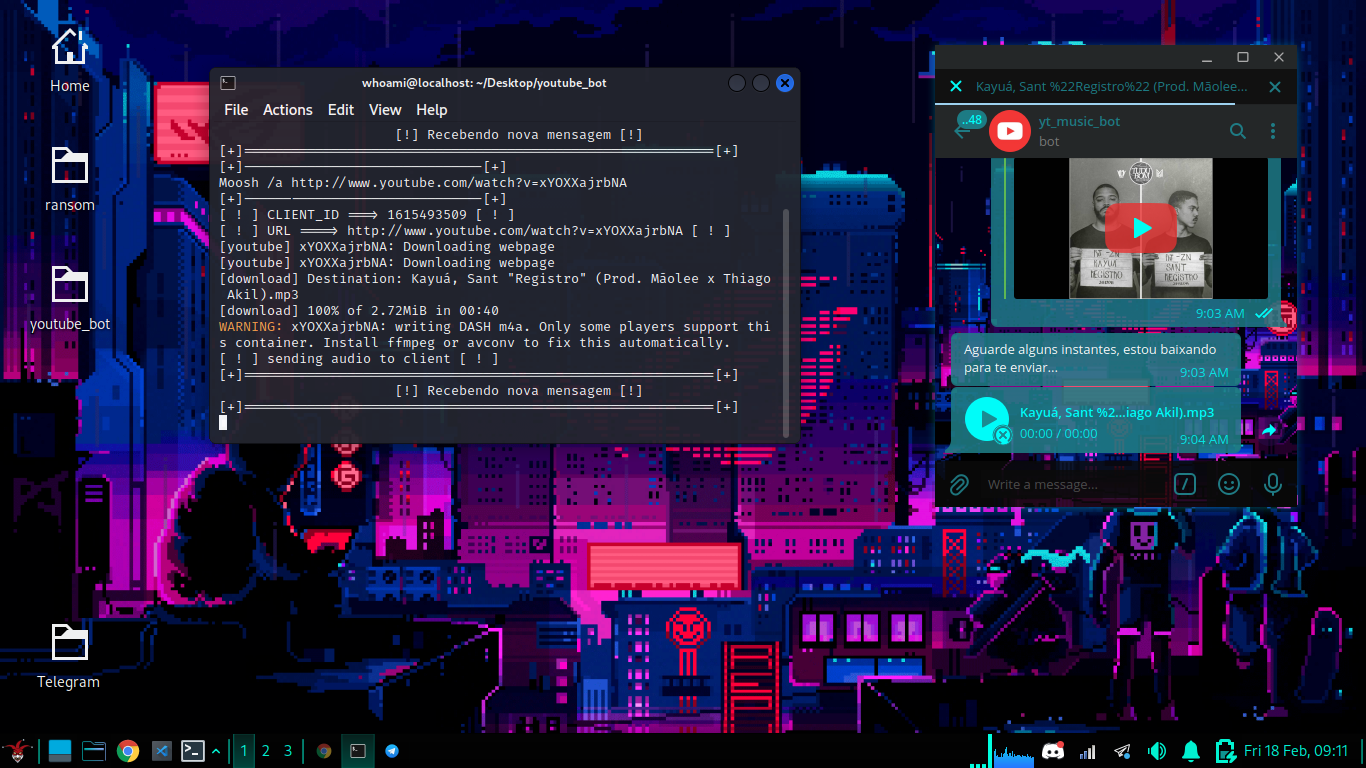 Home
ransom
youtube_bot
Telegram
whoami@localhost: ~/Desktop/youtube_bot
File Actions Edit View Help
[!] Recebendo nova mensagem [!]
[+]═══════════════════════════[+]
[+]———————————————[+]
Moosh /a http://www.youtube.com/watch?v=xYOXXajrbNA
[+]———————————————[+]
[ ! ] CLIENT_ID ===> 1615493509 [ ! ]
[ ! ] URL ====> http://www.youtube.com/watch?v=xYOXXajrbNA [ ! ]
[youtube] xYOXXajrbNA: Downloading webpage
[youtube] xYOXXajrbNA: Downloading webpage
[download] Destination: Kayuá, Sant "Registro" (Prod. Mãolee x Thiago
Akil).mp3
[download] 100% of 2.72MiB in 00:40
WARNING: xYOXXajrbNA: writing DASH m4a. Only some players support thi
s container. Install ffmpeg or avconv to fix this automatically.
[ ! ] sending audio to client [ ! ]
[+]═══════════════════════════[+]
[!] Recebendo nova mensagem [!]
[+]═══════════════════════════[+]
Kayuá, Sant %22Registro%22 (Prod. Mãolee...
..48
yt_music_bot
bot
KAYUÁ
REGISTRO
SANT
REGISTRO
9:03 AM
Aguarde alguns instantes, estou baixando
para te enviar...
9:03 AM
Kayuá, Sant %2...iago Akil).mp3
00:00 / 00:00
9:04 AM
Write a message...
1 2 3
Fri 18 Feb, 09:11